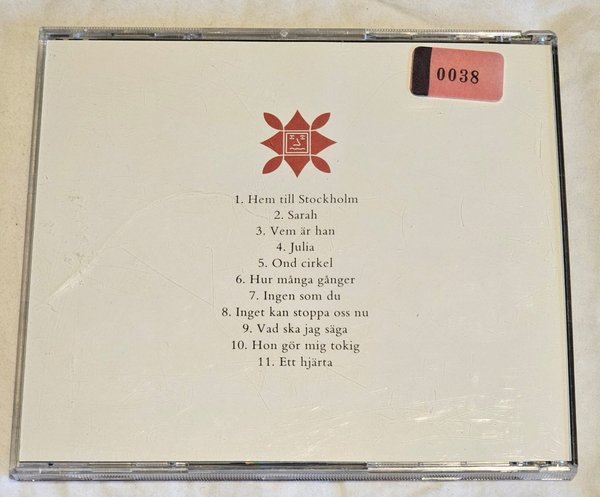 0038
1. Hem till Stockholm
2. Sarah
3. Vem är han
4. Julia
5. Ond cirkel
6. Hur många gånger
7. Ingen som du
8. Inget kan stoppa oss nu
9. Vad ska jag säga
10. Hon gör mig tokig
11. Ett hjärta